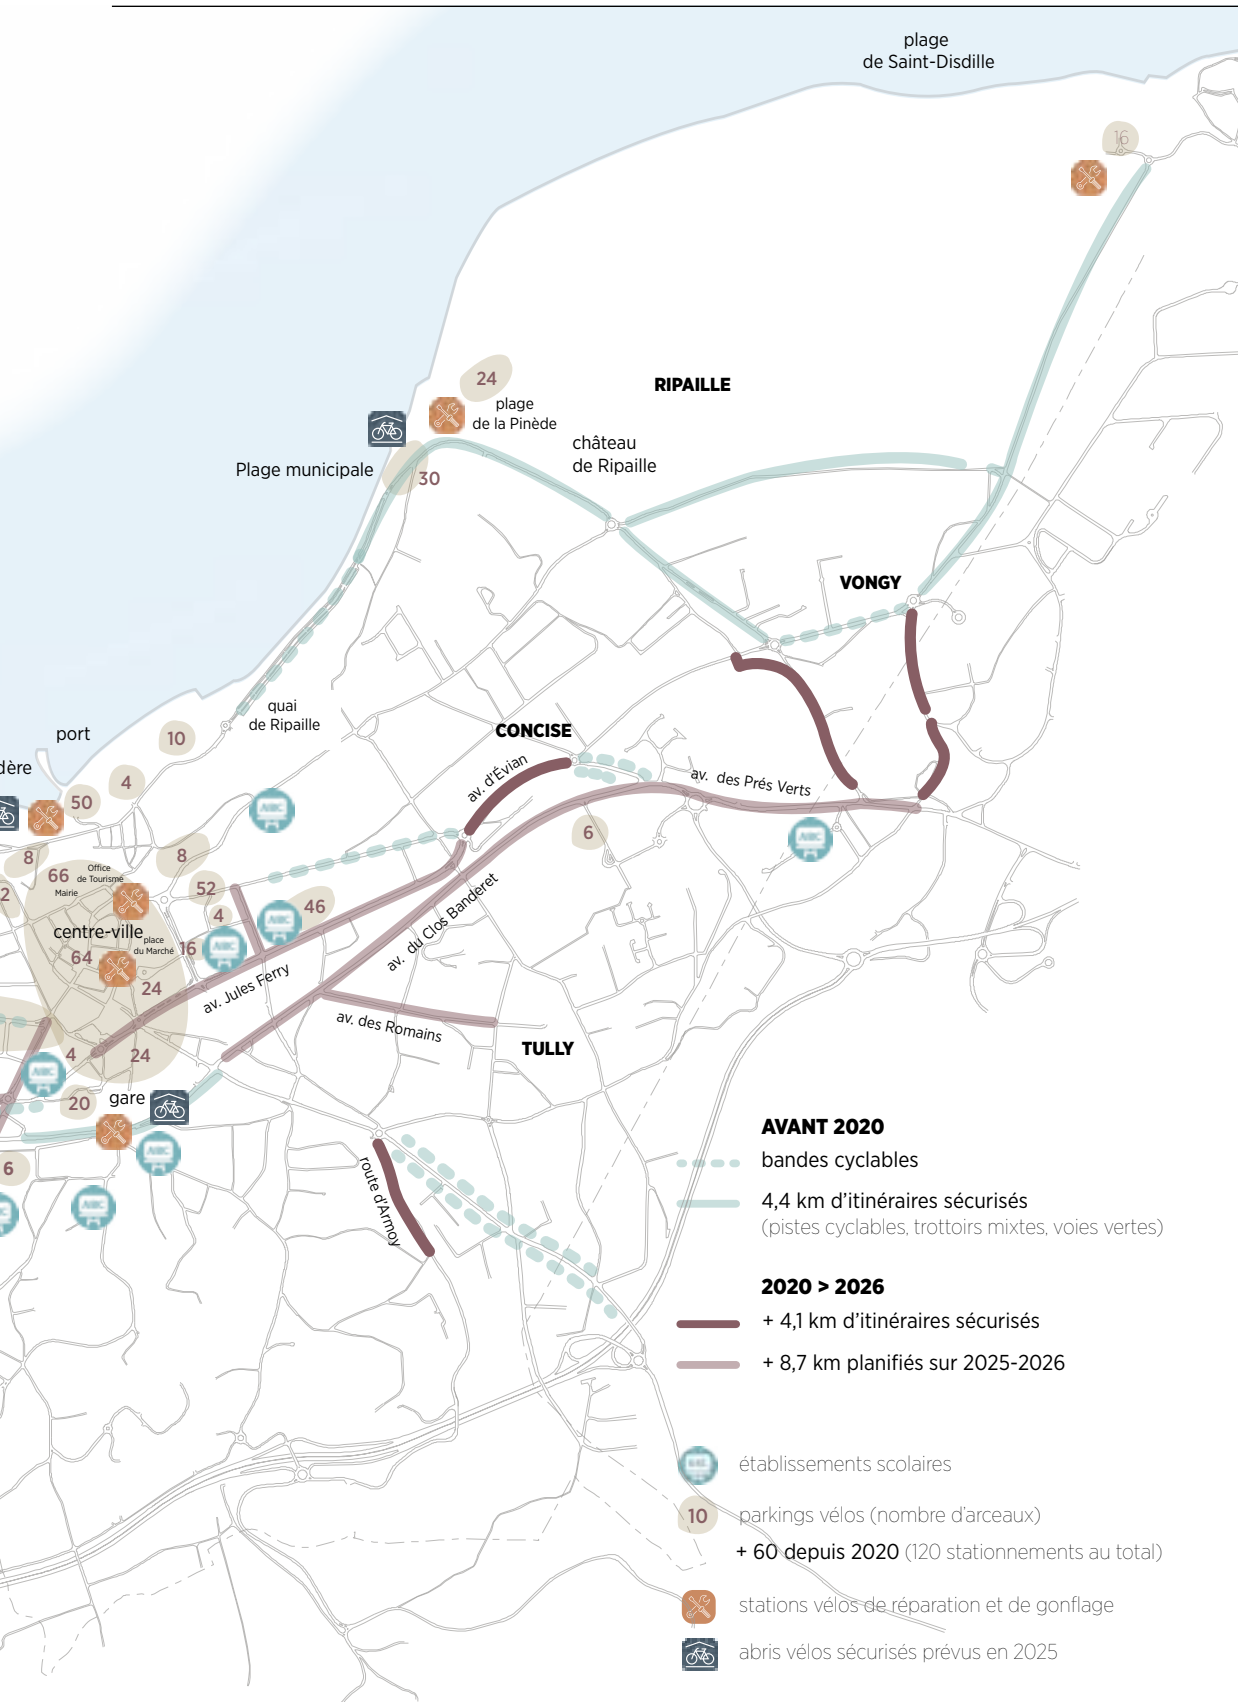 plage
de Saint-Disdille
16
24
plage
de la Pinède
RIPAILLE
château
de Ripaille
Plage municipale
30
VONGY
quai
de Ripaille
port
10
CONCISE
dère
4
av. d'Évian
av. des Prés Verts
50
6
8
8
66
Office
de Tourisme
Mairie
2
52
46
4
centre-ville
place
du Marché
16
64
24
av. du Clos Banderet
av. Jules Ferry
av. des Romains
4
24
TULLY
20
gare
6
route d'Armoy
AVANT 2020
bandes cyclables
4,4 km d'itinéraires sécurisés
(pistes cyclables, trottoirs mixtes, voies vertes)
2020 > 2026
+ 4,1 km d'itinéraires sécurisés
+ 8,7 km planifiés sur 2025-2026
établissements scolaires
10
parkings vélos (nombre d'arceaux)
+ 60 depuis 2020 (120 stationnements au total)
stations vélos de réparation et de gonflage
abris vélos sécurisés prévus en 2025